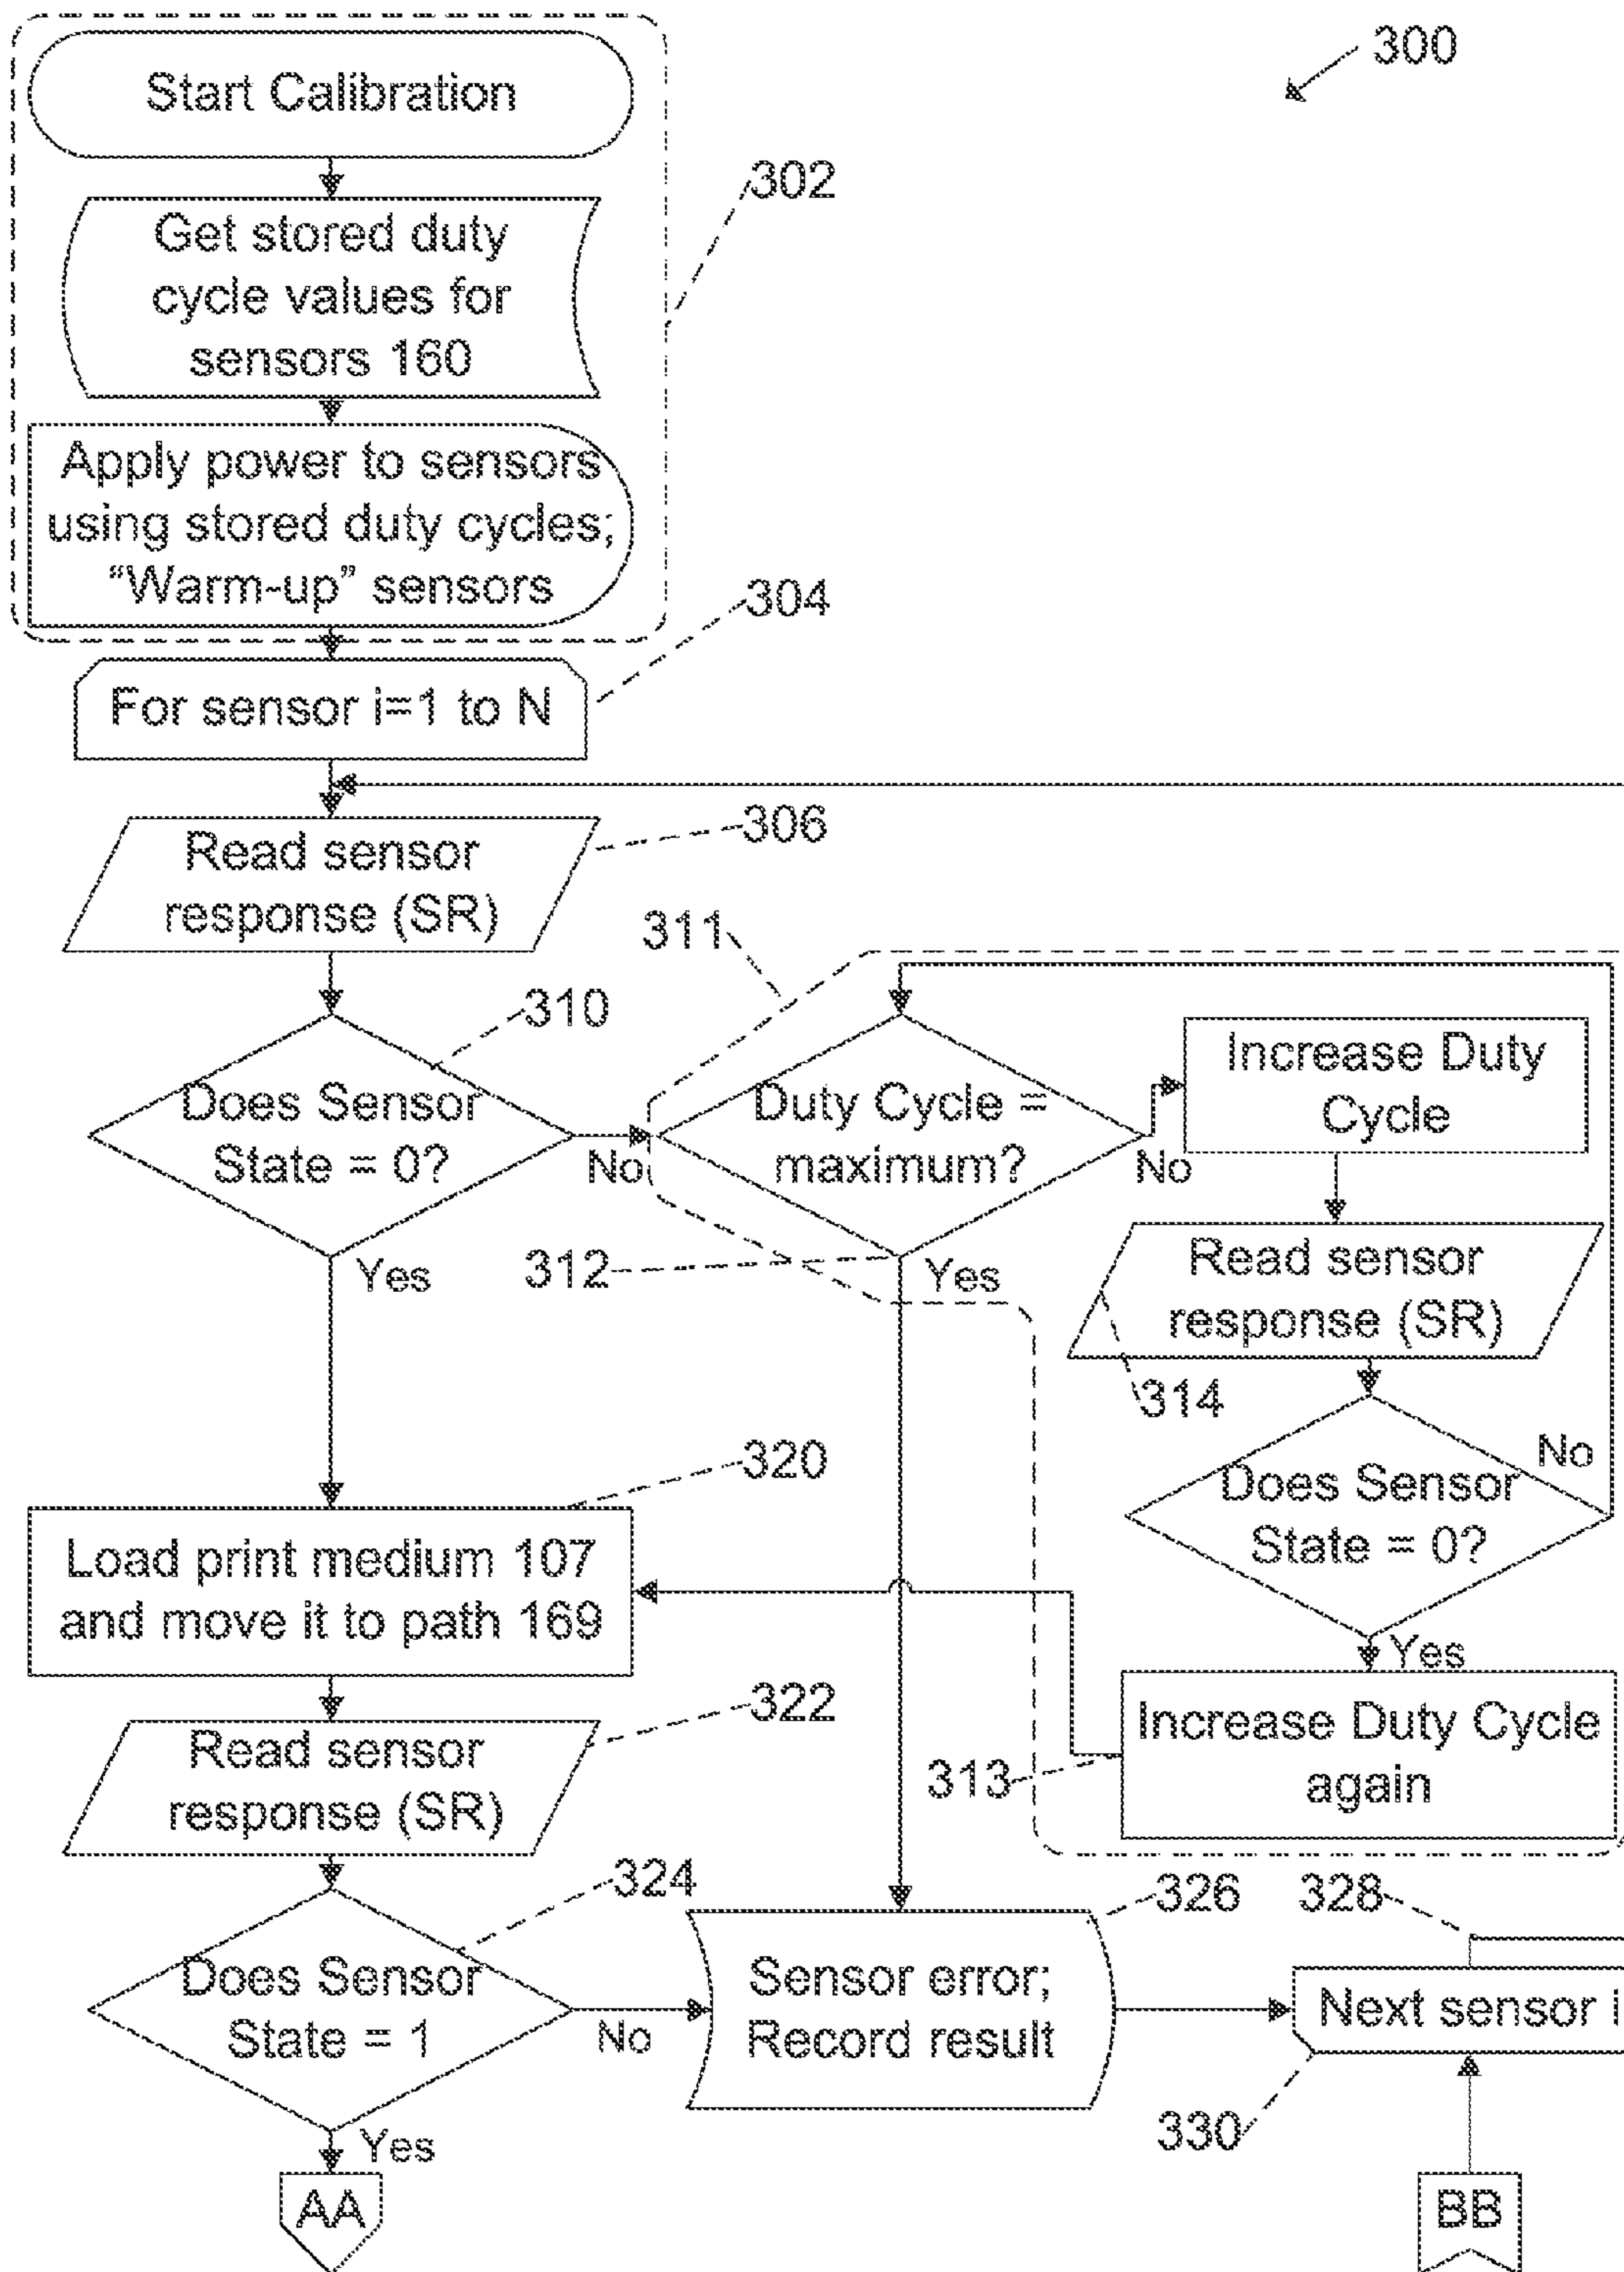 300
Start Calibration
302
Get stored duty
cycle values for
sensors 160
Apply power to sensors
using stored duty cycles;
“Warm-up” sensors
304
For sensor i=1 to N
306
Read sensor
response (SR)
311
310
Does Sensor
State = 0?
No
Yes
Duty Cycle =
maximum?
No
Yes
312
Increase Duty
Cycle
Read sensor
response (SR)
314
Does Sensor
State = 0?
No
Yes
320
Load print medium 107
and move it to path 169
Increase Duty Cycle
again
313
322
Read sensor
response (SR)
324
Does Sensor
State = 1
No
Yes
326
Sensor error;
Record result
328
Next sensor i
330
AA
BB